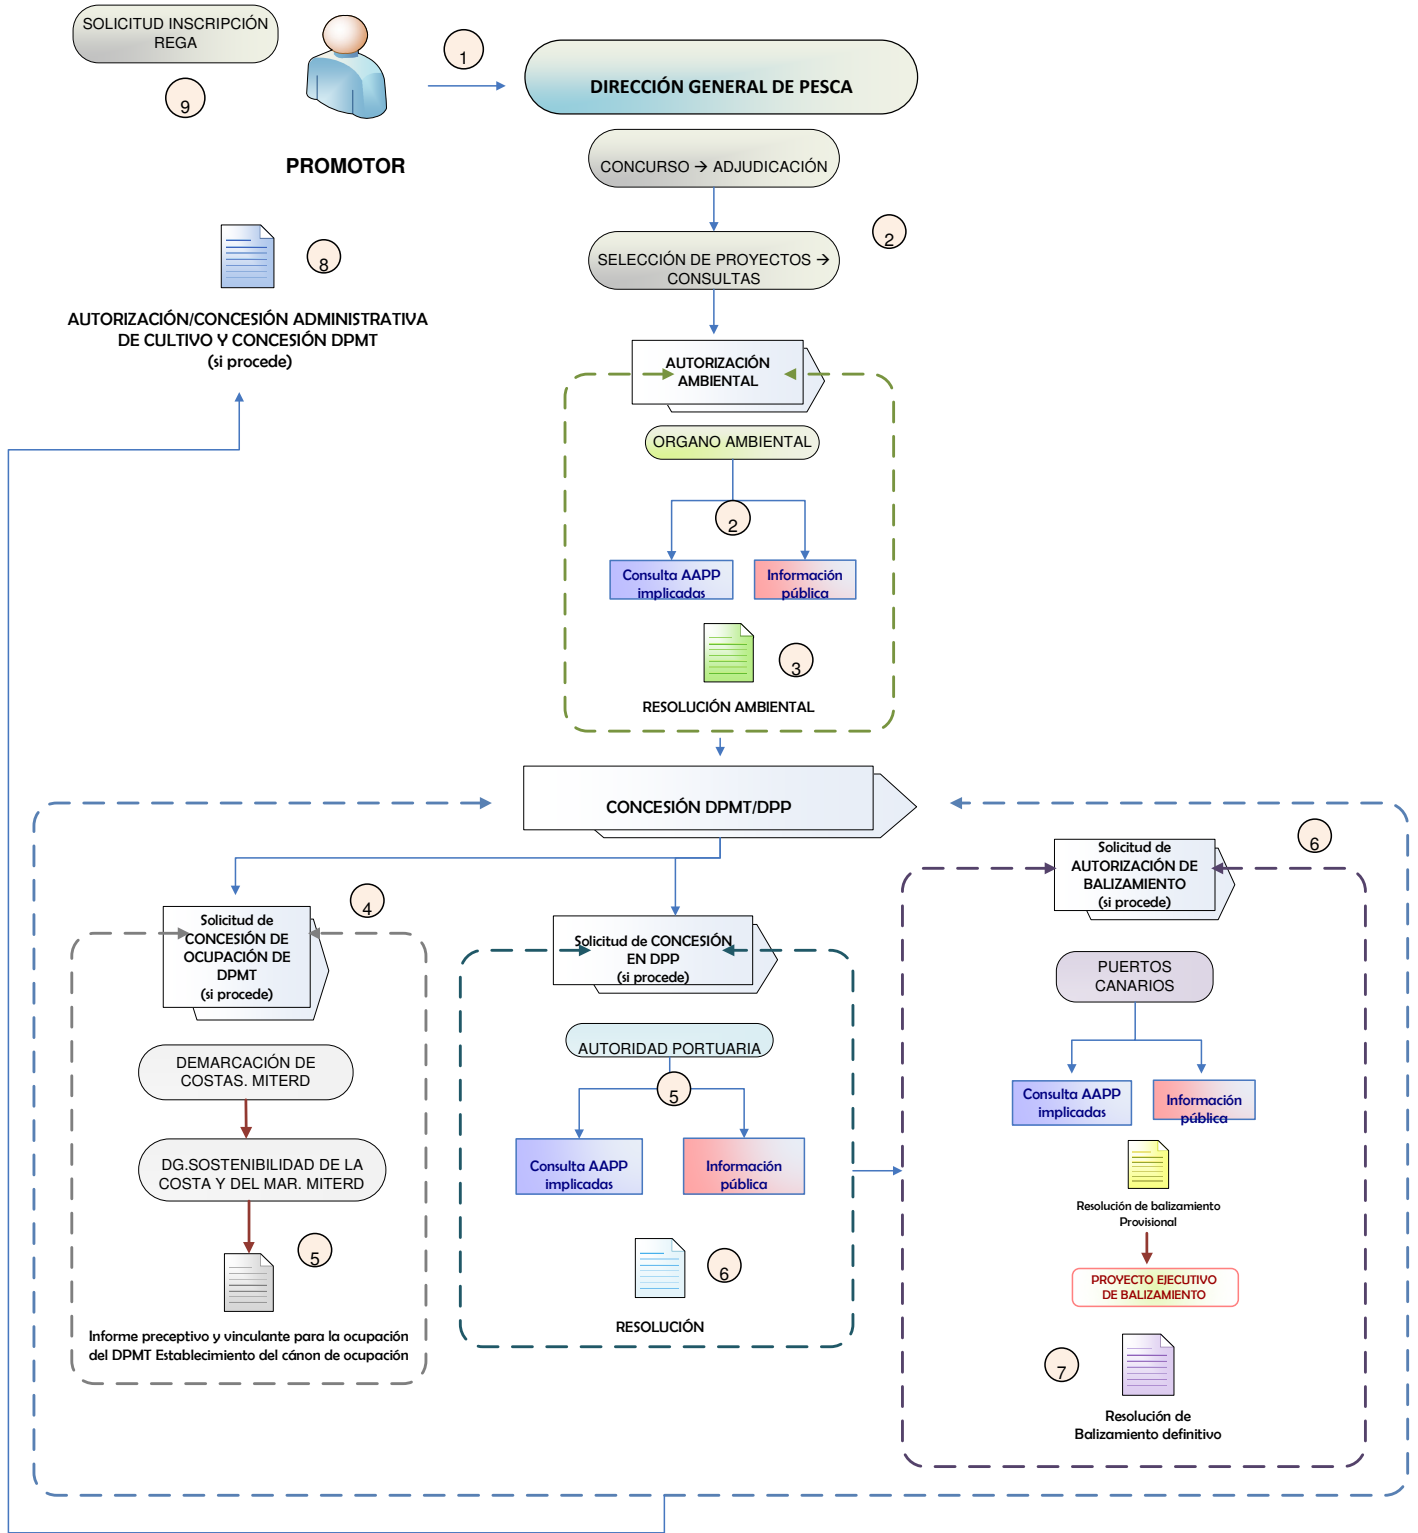 SOLICITUD INSCRIPCIÓN
REGA
9
1
PROMOTOR
DIRECCIÓN GENERAL DE PESCA
CONCURSO → ADJUDICACIÓN
2
SELECCIÓN DE PROYECTOS →
CONSULTAS
8
AUTORIZACIÓN/CONCESIÓN ADMINISTRATIVA
DE CULTIVO Y CONCESIÓN DPMT
(si procede)
AUTORIZACIÓN
AMBIENTAL
ORGANO AMBIENTAL
2
Consulta AAPP
implicadas
Información
pública
3
RESOLUCIÓN AMBIENTAL
CONCESIÓN DPMT/DPP
4
Solicitud de
CONCESIÓN DE
OCUPACIÓN DE
DPMT
(si procede)
DEMARCACIÓN DE
COSTAS. MITERD
DG.SOSTENIBILIDAD DE LA
COSTA Y DEL MAR. MITERD
5
Informe preceptivo y vinculante para la ocupación
del DPMT Establecimiento del cánon de ocupación
Solicitud de CONCESIÓN
EN DPP
(si procede)
AUTORIDAD PORTUARIA
5
Consulta AAPP
implicadas
Información
pública
6
RESOLUCIÓN
6
Solicitud de
AUTORIZACIÓN DE
BALIZAMIENTO
(si procede)
PUERTOS
CANARIOS
Consulta AAPP
implicadas
Información
pública
Resolución de balizamiento
Provisional
PROYECTO EJECUTIVO
DE BALIZAMIENTO
7
Resolución de
Balizamiento definitivo